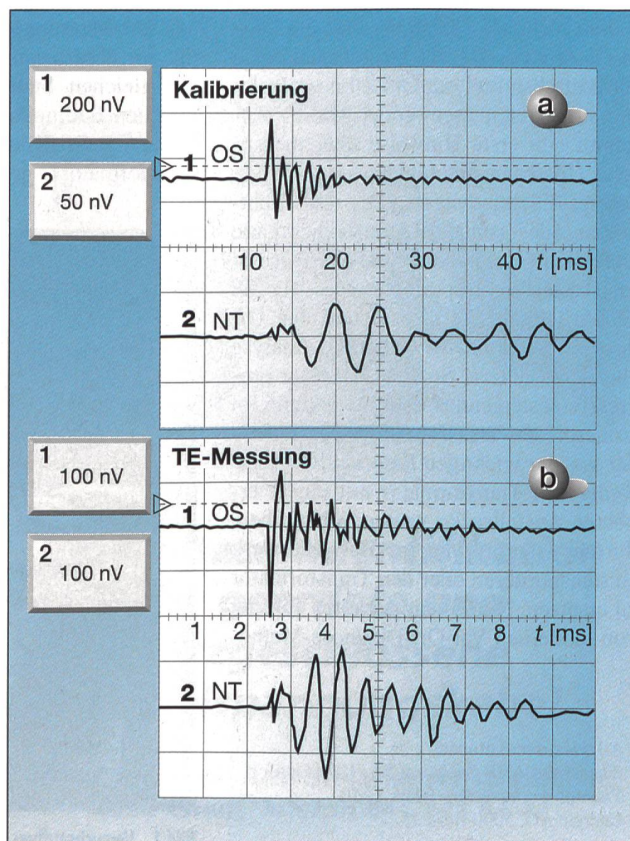 1
200 nV
2
50 nV
Kalibrierung
a
1 OS
10 20 30 40 t [ms]
2 NT
1
100 nV
2
100 nV
TE-Messung
b
1 OS
1 2 3 4 5 6 7 8 t [ms]
2 NT